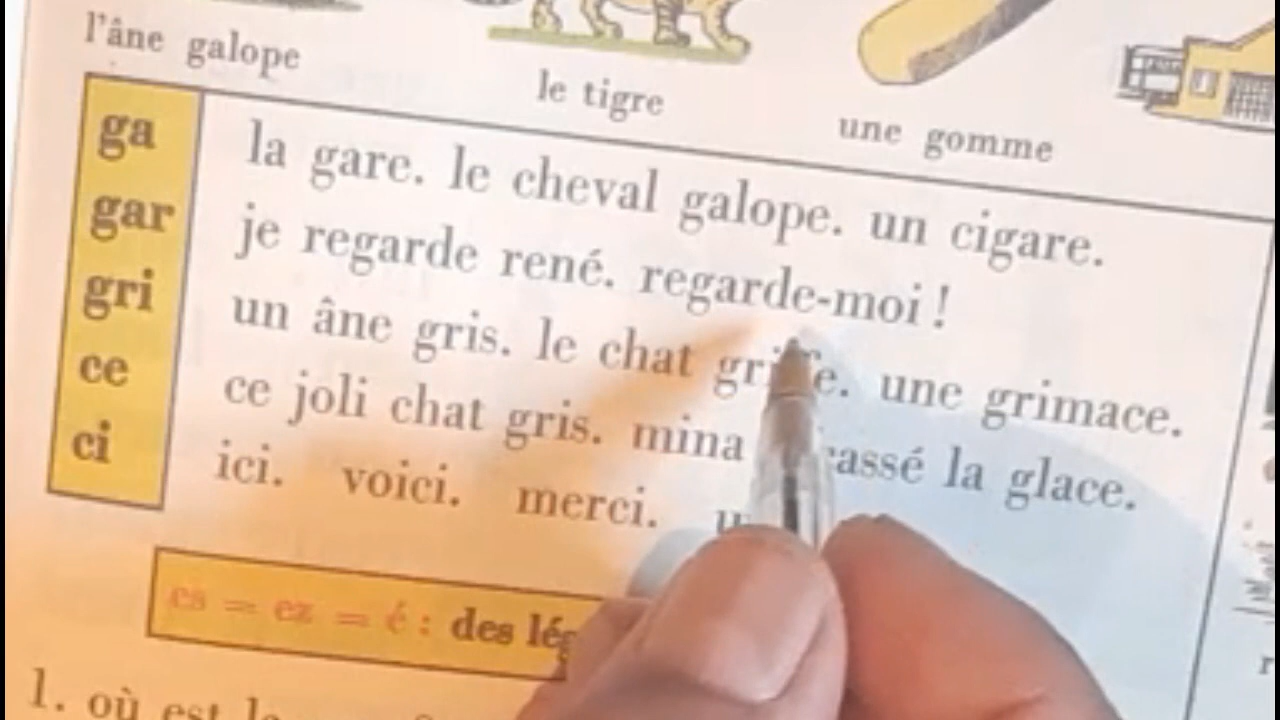 l'âne galope
le tigre
une gomme
ga
gar
gri
ce
ci
la gare. le cheval galope. un cigare.
je regarde rené. regarde-moi !
un âne gris. le chat griffe. une grimace.
ce joli chat gris. mina la glace.
ici. voici. merci.
es = ez = é : des
1. où est